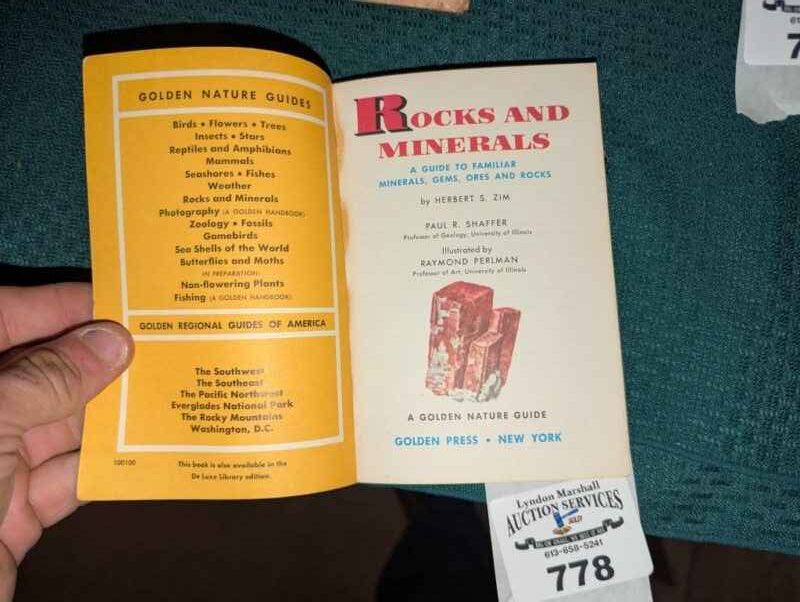 GOLDEN NATURE GUIDES
Birds • Flowers • Trees
Insects • Stars
Reptiles and Amphibians
Mammals
Seashores • Fishes
Weather
Rocks and Minerals
Photography (A GOLDEN HANDBOOK)
Zoology • Fossils
Gamebirds
Sea Shells of the World
Butterflies and Moths
IN PREPARATION:
Non-flowering Plants
Fishing (A GOLDEN HANDBOOK)
GOLDEN REGIONAL GUIDES OF AMERICA
The Southwest
The Southeast
The Pacific Northwest
Everglades National Park
The Rocky Mountains
Washington, D.C.
100100
This book is also available in the
De Luxe Library edition.
ROCKS AND
MINERALS
A GUIDE TO FAMILIAR
MINERALS, GEMS, ORES AND ROCKS
by HERBERT S. ZIM
PAUL R. SHAFFER
Professor of Geology, University of Illinois
Illustrated by
RAYMOND PERLMAN
Professor of Art, University of Illinois
A GOLDEN NATURE GUIDE
GOLDEN PRESS • NEW YORK
Lyndon Marshall
AUCTION SERVICES
613-658-5241
778